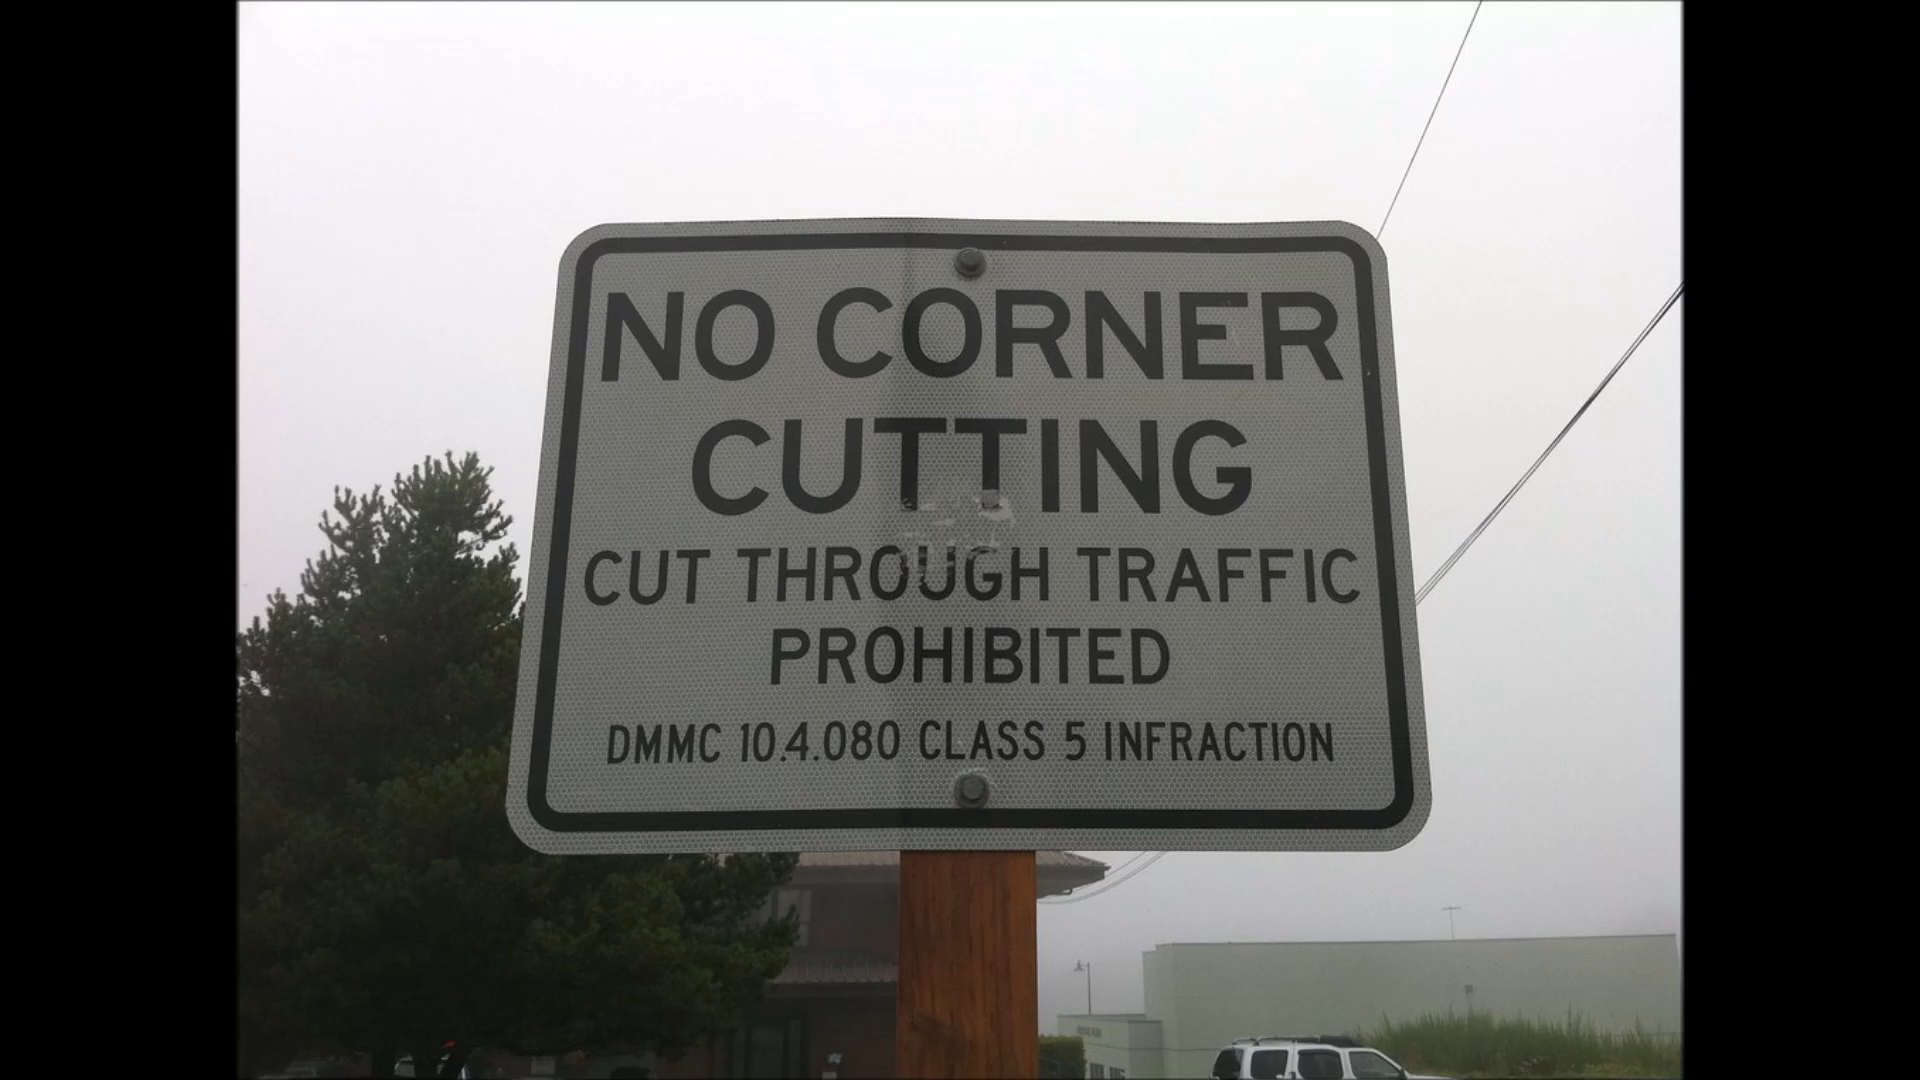 NO CORNER
CUTTING
CUT THROUGH TRAFFIC
PROHIBITED
DMMC 10.4.080 CLASS 5 INFRACTION